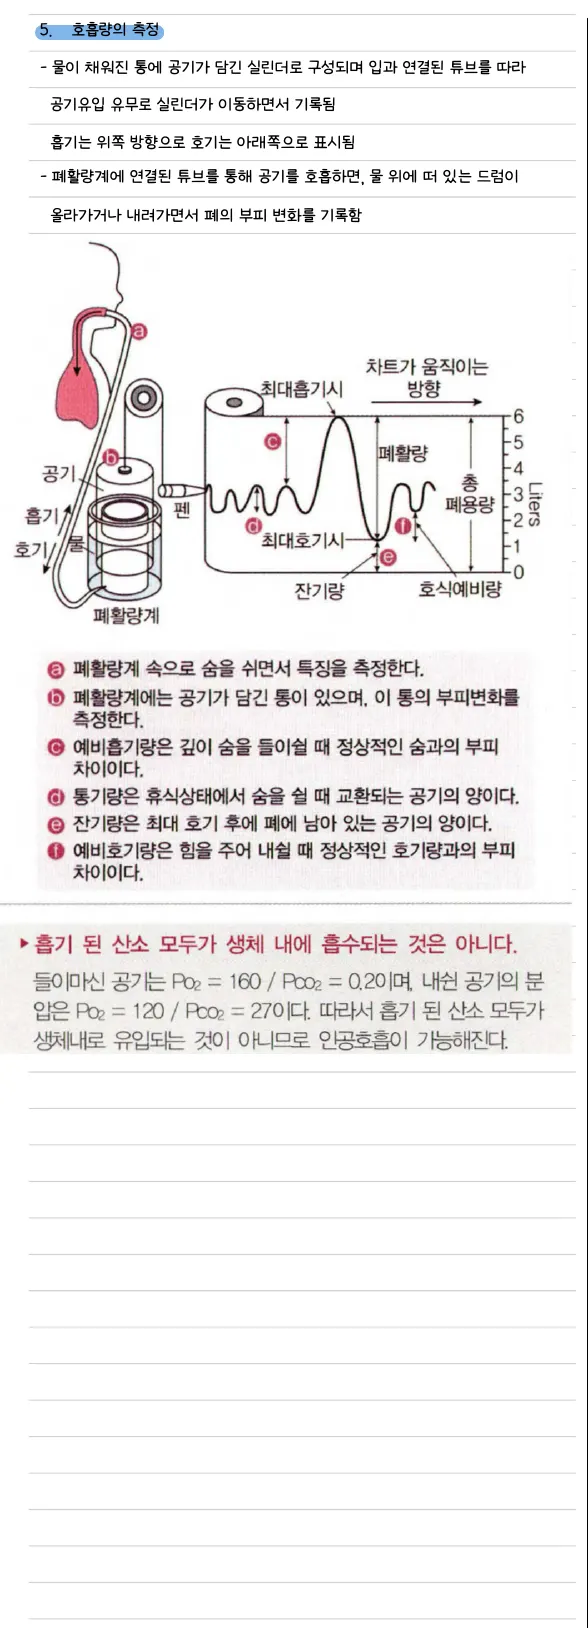 5. 호흡량의 측정
- 물이 채워진 통에 공기가 담긴 실린더로 구성되며 입과 연결된 튜브를 따라
공기유입 유무로 실린더가 이동하면서 기록됨
흡기는 위쪽 방향으로 호기는 아래쪽으로 표시됨
- 폐활량계에 연결된 튜브를 통해 공기를 호흡하면, 물 위에 떠 있는 드럼이
올라가거나 내려가면서 폐의 부피 변화를 기록함
ⓐ
차트가 움직이는
방향
최대흡기시
6
5
4
3
2
1
0
Liters
ⓒ
폐활량
총
폐용량
ⓑ
공기
펜
흡기
호기
물
ⓓ
최대호기시
ⓕ
ⓔ
잔기량
호식예비량
폐활량계
ⓐ 폐활량계 속으로 숨을 쉬면서 특징을 측정한다.
ⓑ 폐활량계에는 공기가 담긴 통이 있으며, 이 통의 부피변화를
측정한다.
ⓒ 예비흡기량은 깊이 숨을 들이쉴 때 정상적인 숨과의 부피
차이이다.
ⓓ 통기량은 휴식상태에서 숨을 쉴 때 교환되는 공기의 양이다.
ⓔ 잔기량은 최대 호기 후에 폐에 남아 있는 공기의 양이다.
ⓕ 예비호기량은 힘을 주어 내쉴 때 정상적인 호기량과의 부피
차이이다.
▶ 흡기 된 산소 모두가 생체 내에 흡수되는 것은 아니다.
들이마신 공기는 Po₂ = 160 / Pco₂ = 0.2이며, 내쉰 공기의 분
압은 Po₂ = 120 / Pco₂ = 27이다. 따라서 흡기 된 산소 모두가
생체내로 유입되는 것이 아니므로 인공호흡이 가능해진다.